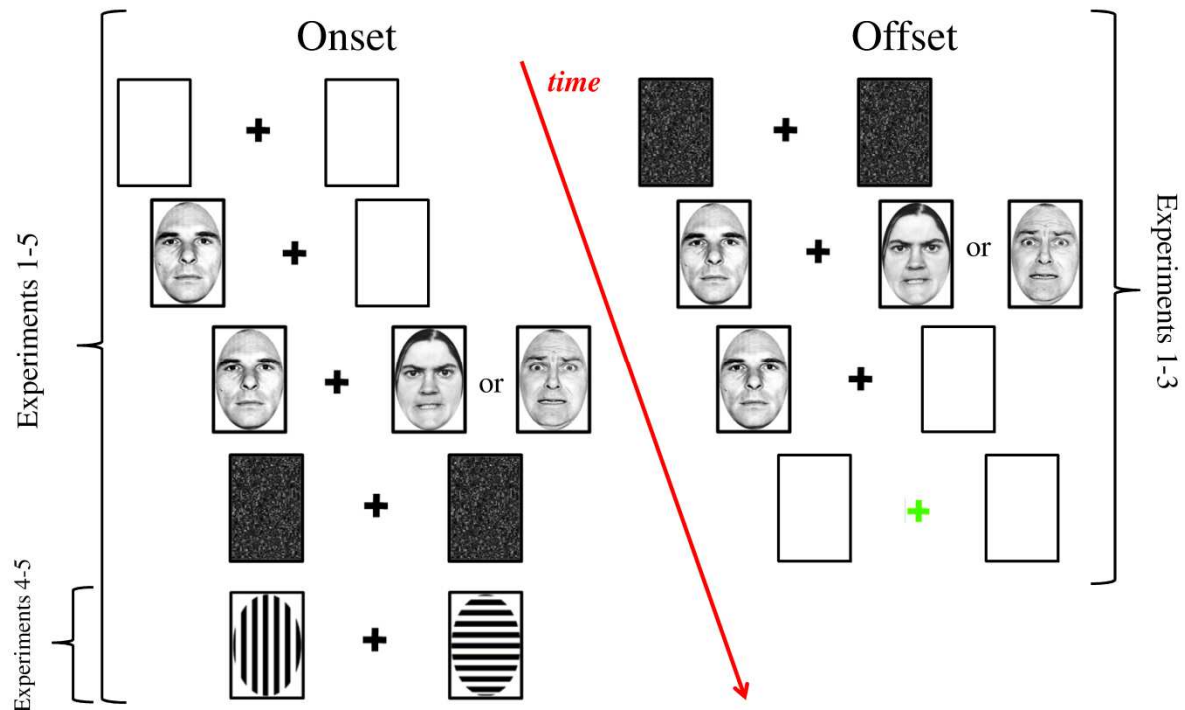 Onset
Offset
time
Experiments 1-5
or
or
Experiments 1-3
Experiments 4-5